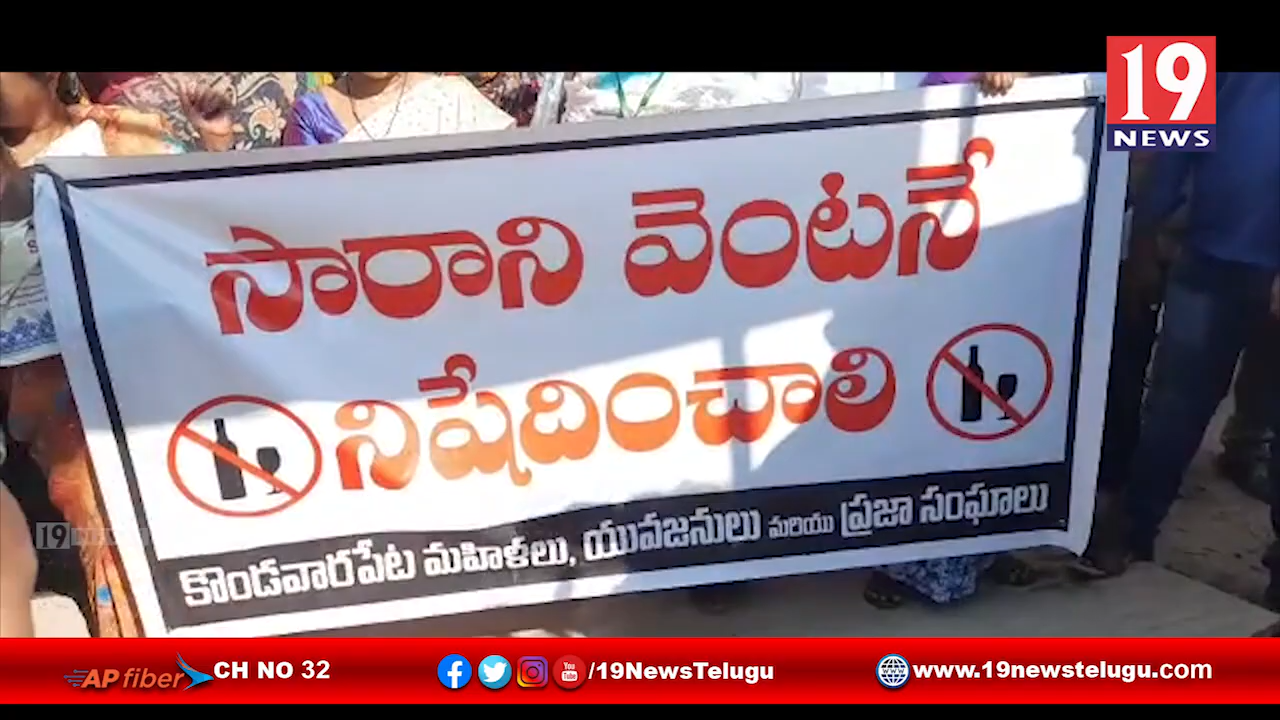 19
NEWS
సారాని వెంటనే
నిషేదించాలి
కొండవారపేట మహిళలు, యువజనులు మరియు ప్రజా సంఘాలు
19
AP fiber CH NO 32
/19NewsTelugu
www.19newstelugu.com